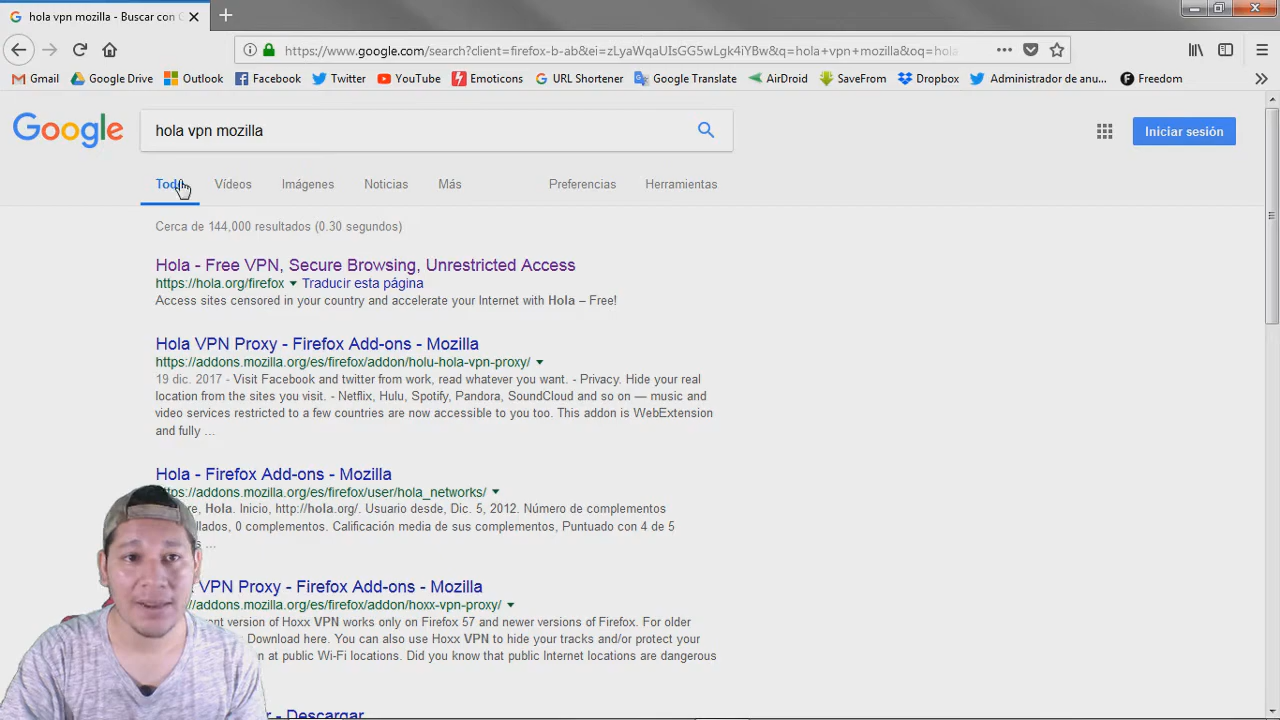 hola vpn mozilla - Buscar con G
https://www.google.com/search?client=firefox-b-ab&ei=zLyaWqaUIsGG5wLgk4iYBw&q=hola+vpn+mozilla&oq=hola
Gmail Google Drive Outlook Facebook Twitter YouTube Emoticons URL Shortener Google Translate AirDroid SaveFrom Dropbox Administrador de anu... Freedom
Google hola vpn mozilla Iniciar sesión
Vídeos Imágenes Noticias Más Preferencias Herramientas
Cerca de 144,000 resultados (0.30 segundos)
Hola - Free VPN, Secure Browsing, Unrestricted Access
https://hola.org/firefox Traducir esta página
Access sites censored in your country and accelerate your Internet with Hola – Free!
Hola VPN Proxy - Firefox Add-ons - Mozilla
https://addons.mozilla.org/es/firefox/addon/holu-hola-vpn-proxy/
19 dic. 2017 - Visit Facebook and twitter from work, read whatever you want. - Privacy. Hide your real
location from the sites you visit. - Netflix, Hulu, Spotify, Pandora, SoundCloud and so on — music and
video services restricted to a few countries are now accessible to you too. This addon is WebExtension
and fully ...
Hola - Firefox Add-ons - Mozilla
ps://addons.mozilla.org/es/firefox/user/hola_networks/
re, Hola. Inicio, http://hola.org/. Usuario desde, Dic. 5, 2012. Número de complementos
llados, 0 complementos. Calificación media de sus complementos, Puntuado con 4 de 5
s ...
VPN Proxy - Firefox Add-ons - Mozilla
//addons.mozilla.org/es/firefox/addon/hoxx-vpn-proxy/
ent version of Hoxx VPN works only on Firefox 57 and newer versions of Firefox. For older
Download here. You can also use Hoxx VPN to hide your tracks and/or protect your
n at public Wi-Fi locations. Did you know that public Internet locations are dangerous
r - Descargar